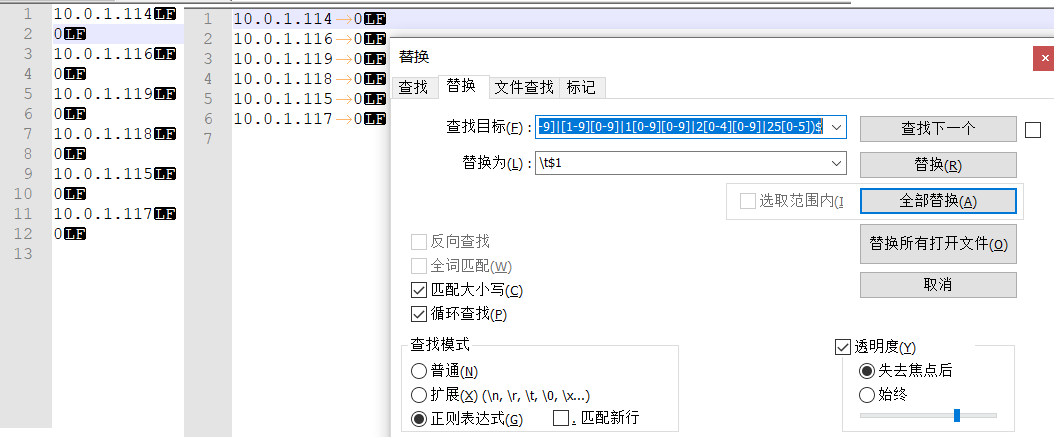 1 10.0.1.114LF
2 0LF
3 10.0.1.116LF
4 0LF
5 10.0.1.119LF
6 0LF
7 10.0.1.118LF
8 0LF
9 10.0.1.115LF
10 0LF
11 10.0.1.117LF
12 0LF
13
1 10.0.1.114→0LF
2 10.0.1.116→0LF
3 10.0.1.119→0LF
4 10.0.1.118→0LF
5 10.0.1.115→0LF
6 10.0.1.117→0LF
7
替换
查找 替换 文件查找 标记
查找目标(F)： -9]|[1-9][0-9]|1[0-9][0-9]|2[0-4][0-9]|25[0-5])$ 查找下一个
替换为(L)： \t$1 替换(R)
选取范围内(I 全部替换(A)
替换所有打开文件(O)
取消
反向查找
全词匹配(W)
匹配大小写(C)
循环查找(P)
查找模式
普通(N)
扩展(X) (\n, \r, \t, \0, \x...)
正则表达式(G) . 匹配新行
透明度(Y)
失去焦点后
始终